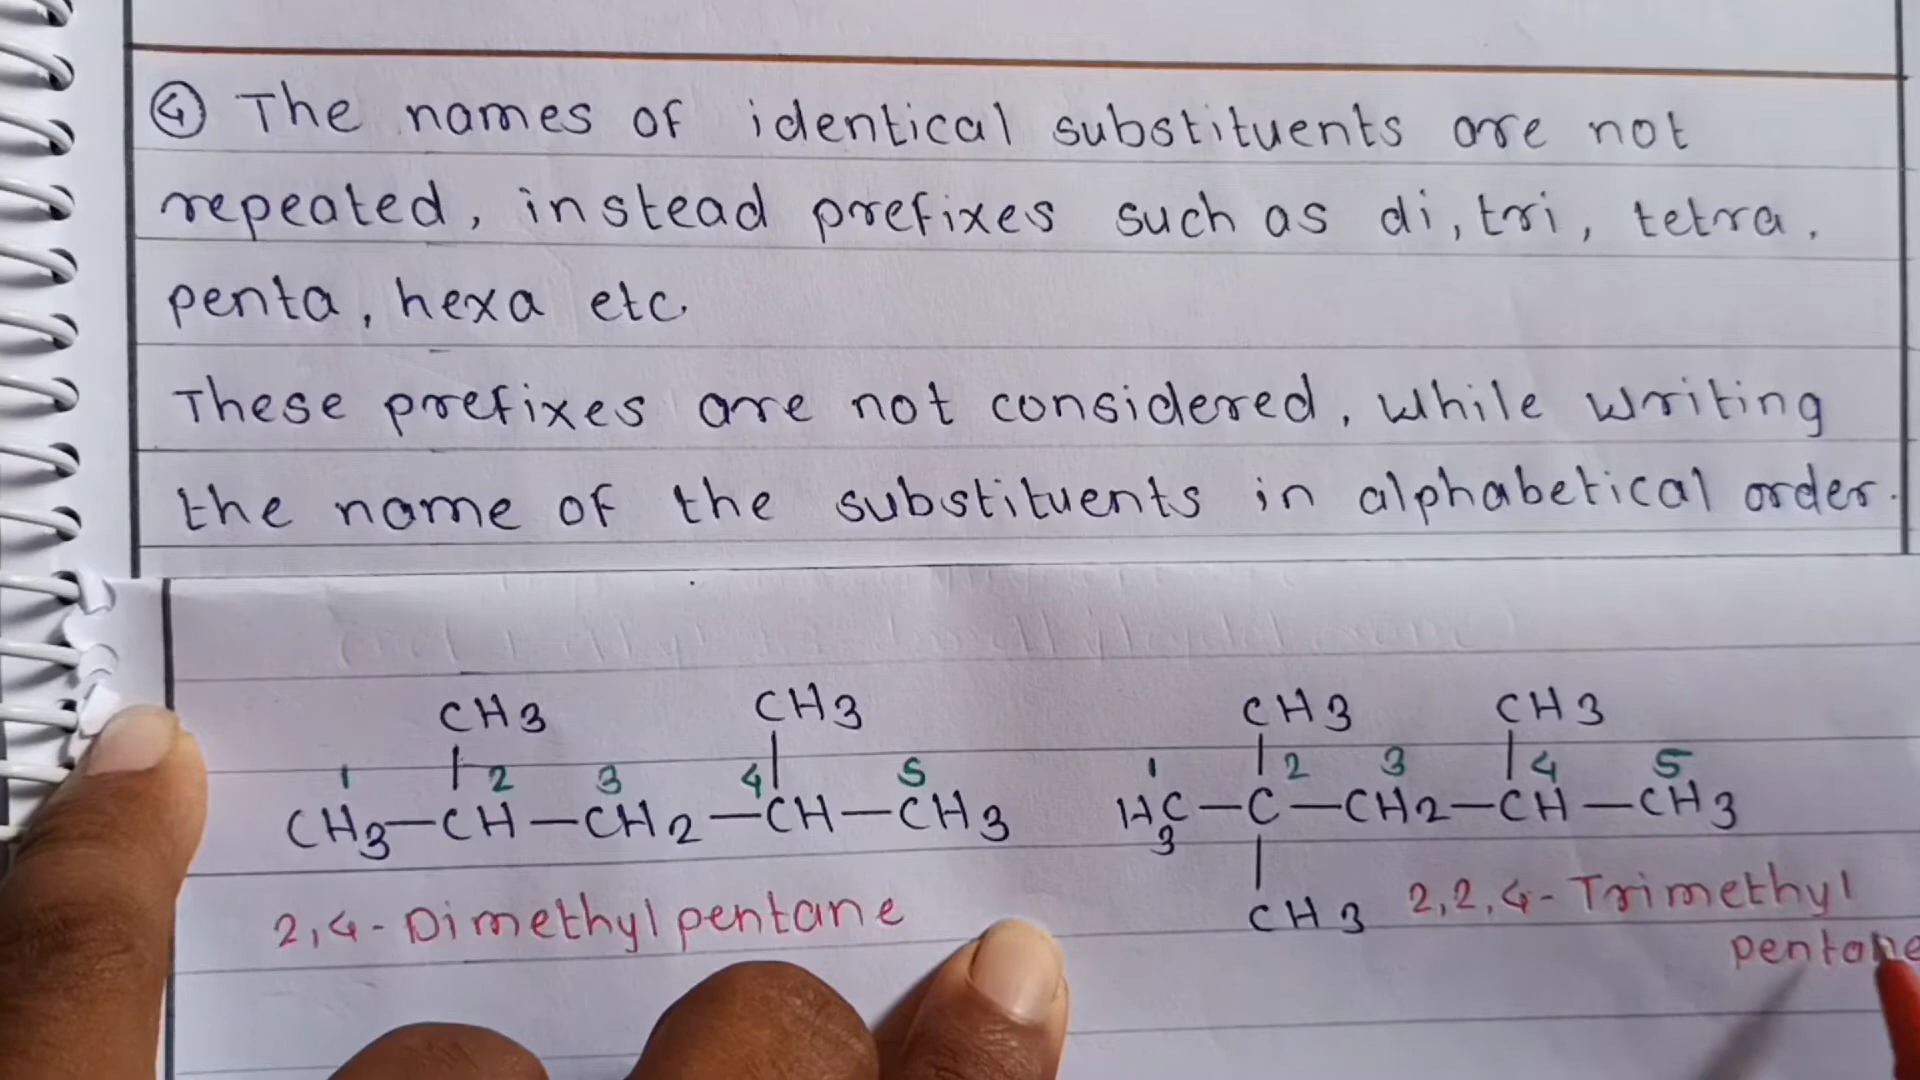 ④ The names of identical substituents are not
repeated, instead prefixes such as di, tri, tetra,
penta, hexa etc.
These prefixes are not considered, while writing
the name of the substituents in alphabetical order.
CH3 CH3 CH3 CH3
1 2 3 4 5 1 2 3 4 5
CH3—CH—CH2—CH—CH3 H3C—C—CH2—CH—CH3
2,4-Dimethylpentane CH3 2,2,4-Trimethyl
pentane